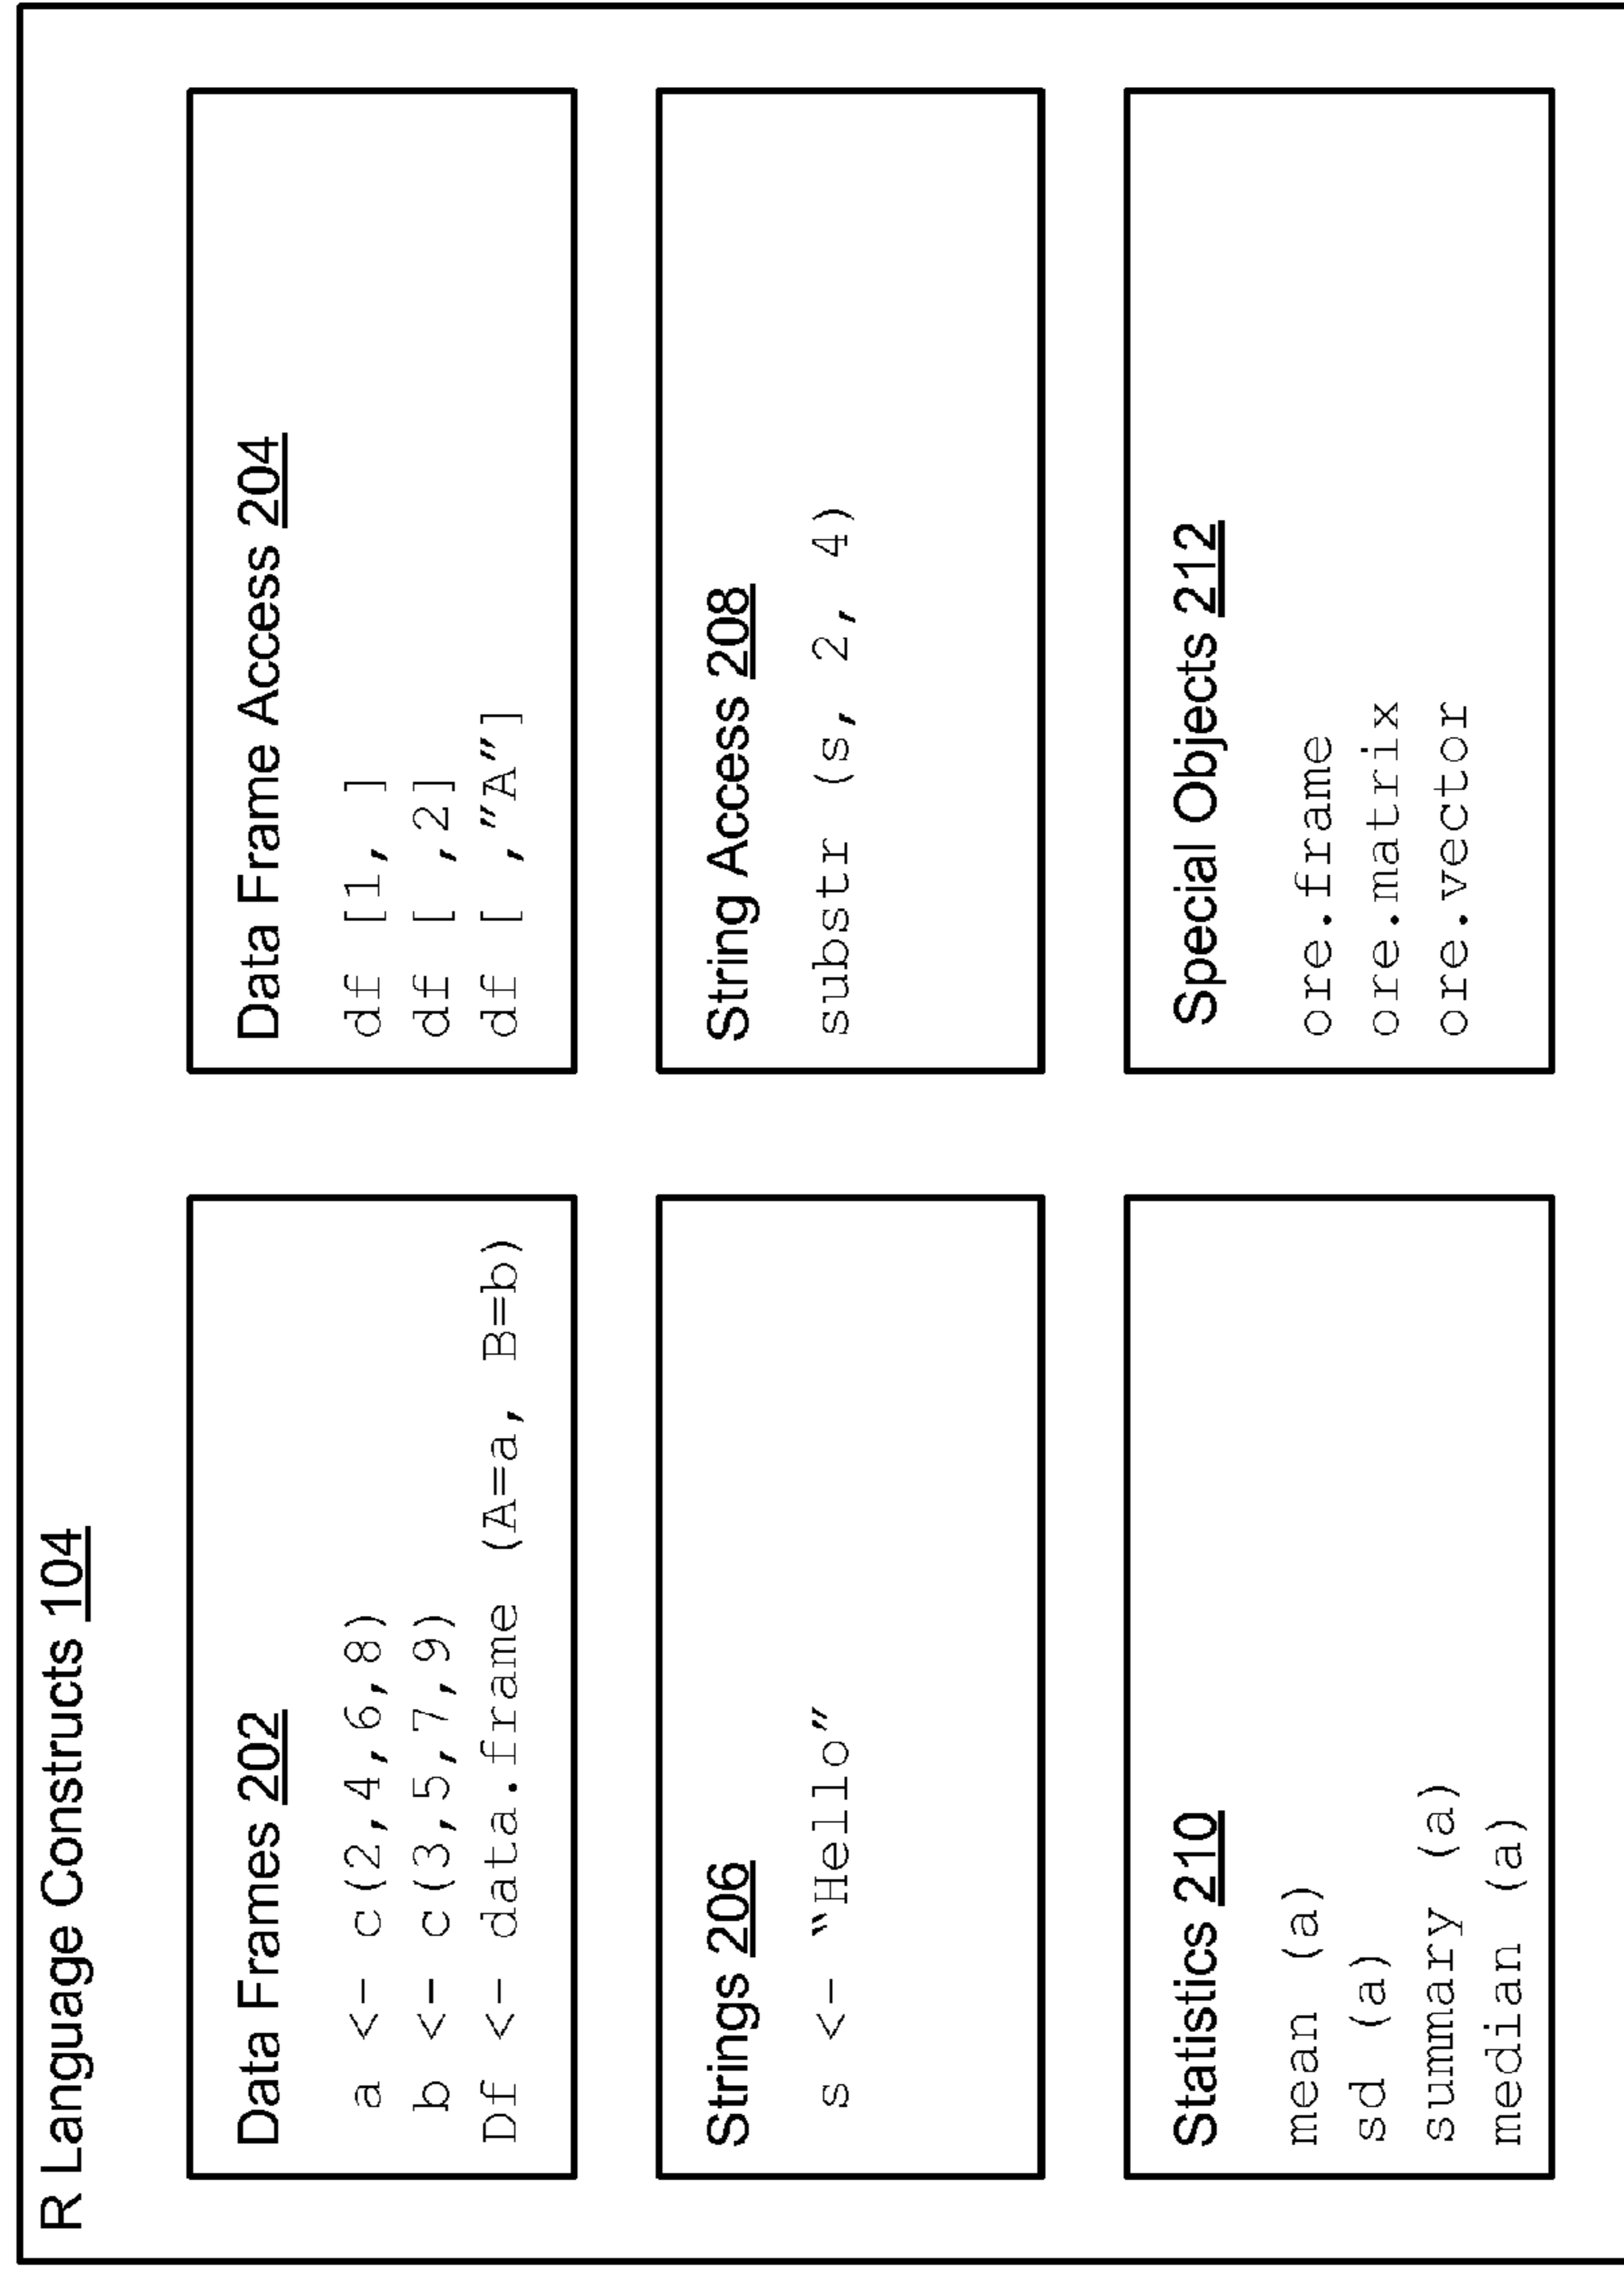 R Language Constructs 104
Data Frames 202
a <- c(2,4,6,8)
b <- c(3,5,7,9)
Df <- data.frame (A=a, B=b)
Data Frame Access 204
df [1, ]
df [ ,2]
df [ ,"A"]
Strings 206
s <- "Hello"
String Access 208
substr (s, 2, 4)
Statistics 210
mean (a)
sd (a)
summary (a)
median (a)
Special Objects 212
ore.frame
ore.matrix
ore.vector